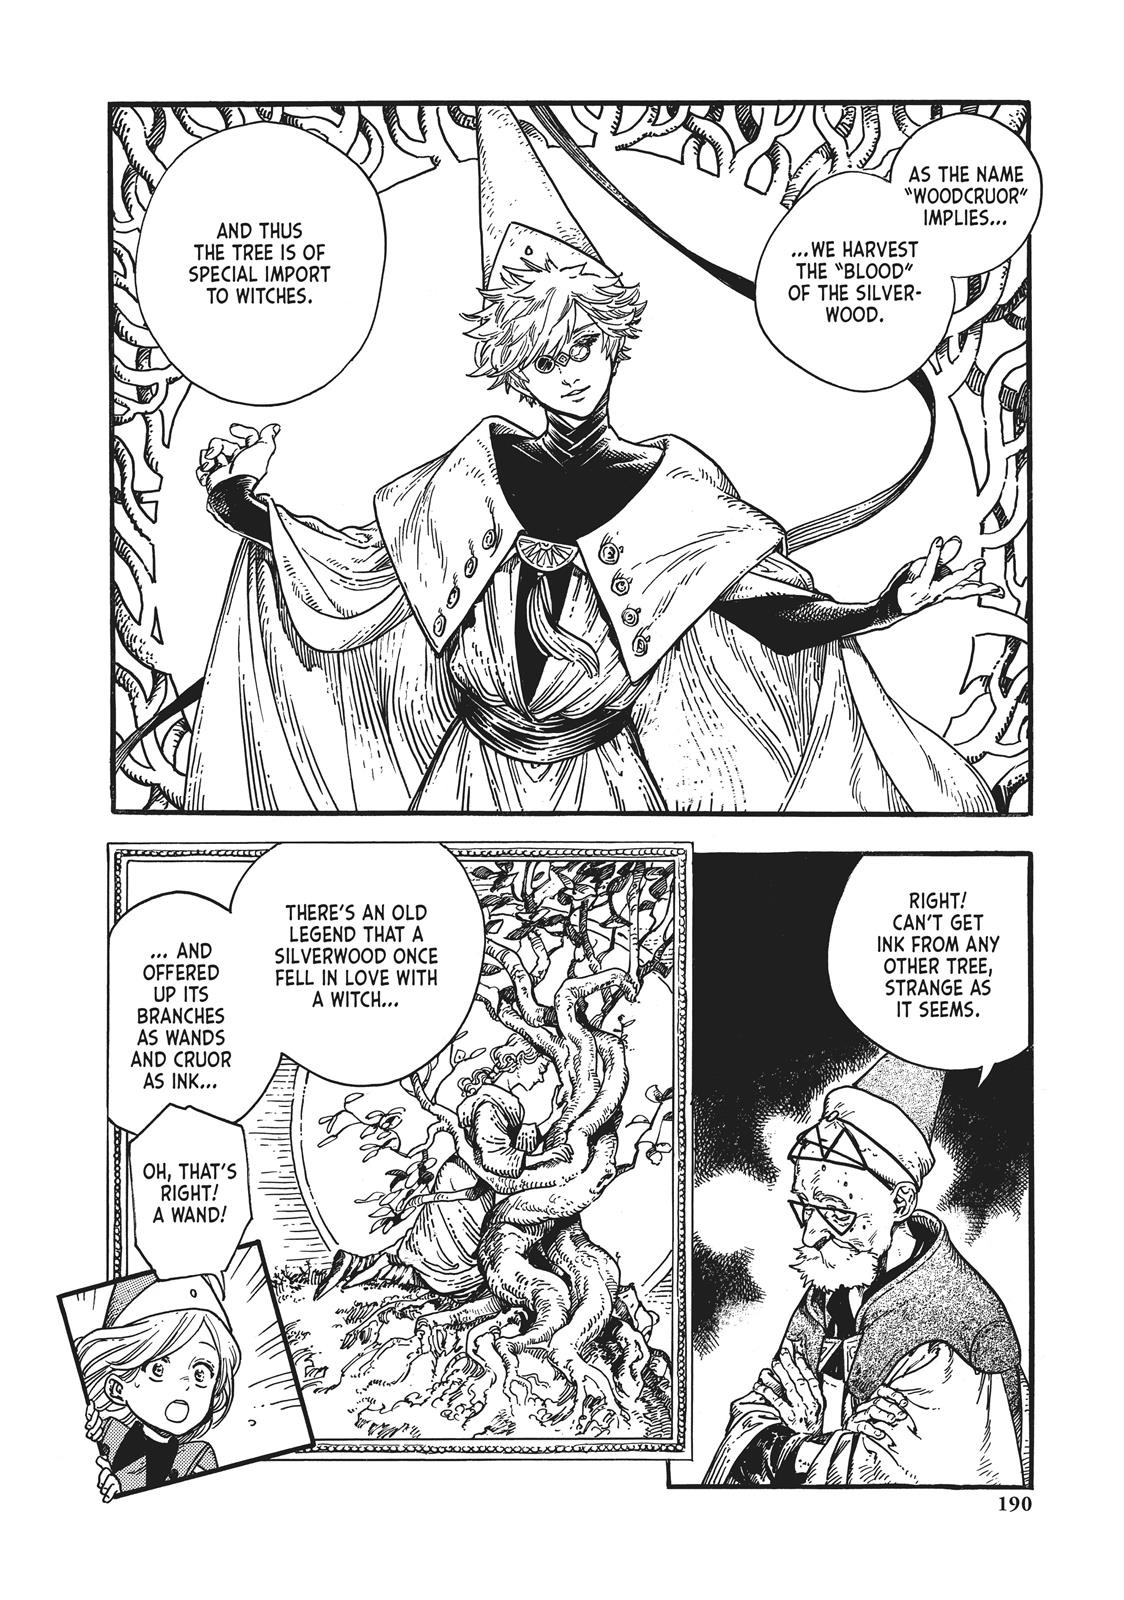 AS THE NAME
"WOODCRUOR"
IMPLIES...
...WE HARVEST
THE "BLOOD"
OF THE SILVER-
WOOD.
AND THUS
THE TREE IS OF
SPECIAL IMPORT
TO WITCHES.
RIGHT!
CAN'T GET
INK FROM ANY
OTHER TREE,
STRANGE AS
IT SEEMS.
THERE'S AN OLD
LEGEND THAT A
SILVERWOOD ONCE
FELL IN LOVE WITH
A WITCH...
... AND
OFFERED
UP ITS
BRANCHES
AS WANDS
AND CRUOR
AS INK...
OH, THAT'S
RIGHT!
A WAND!
190